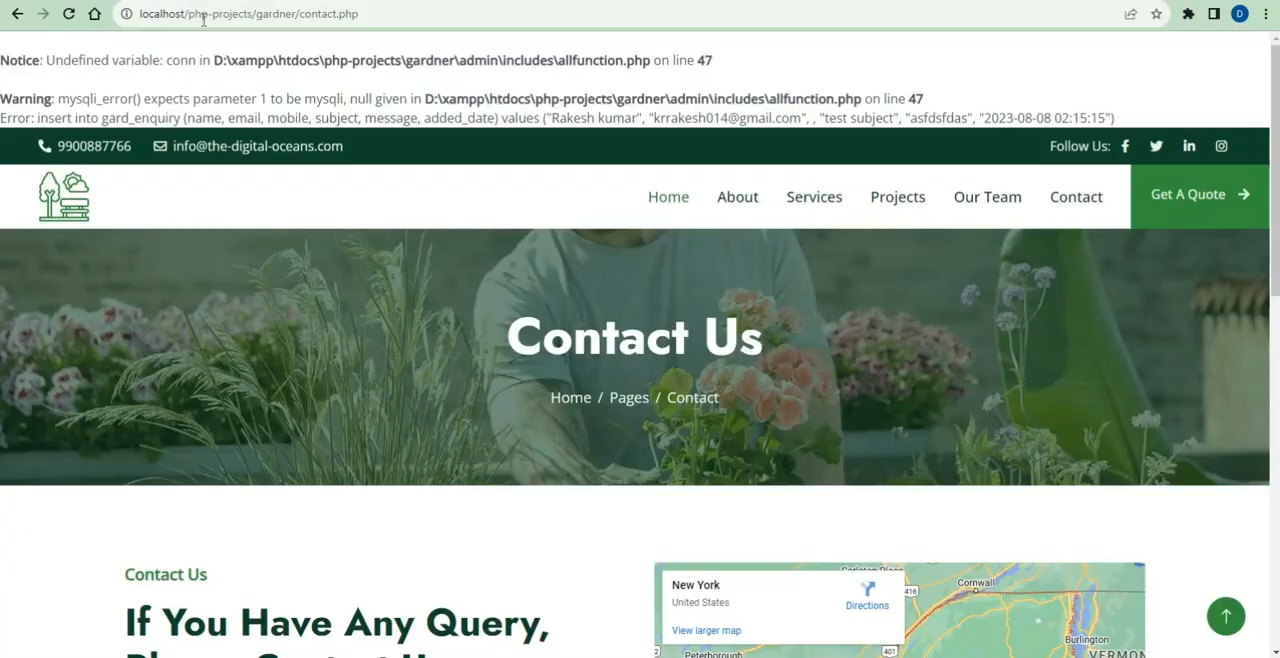 localhost/php-projects/gardner/contact.php
D
Notice: Undefined variable: conn in D:\xampp\htdocs\php-projects\gardner\admin\includes\allfunction.php on line 47
Warning: mysqli_error() expects parameter 1 to be mysqli, null given in D:\xampp\htdocs\php-projects\gardner\admin\includes\allfunction.php on line 47
Error: insert into gard_enquiry (name, email, mobile, subject, message, added_date) values ("Rakesh kumar", "krrakesh014@gmail.com", , "test subject", "asfdsfdas", "2023-08-08 02:15:15")
9900887766 info@the-digital-oceans.com Follow Us:
Home About Services Projects Our Team Contact Get A Quote
Contact Us
Home / Pages / Contact
Contact Us
If You Have Any Query,
New York
United States
Directions
View larger map
416
Cornwall
Burlington
401
Peterborough
VERMONT